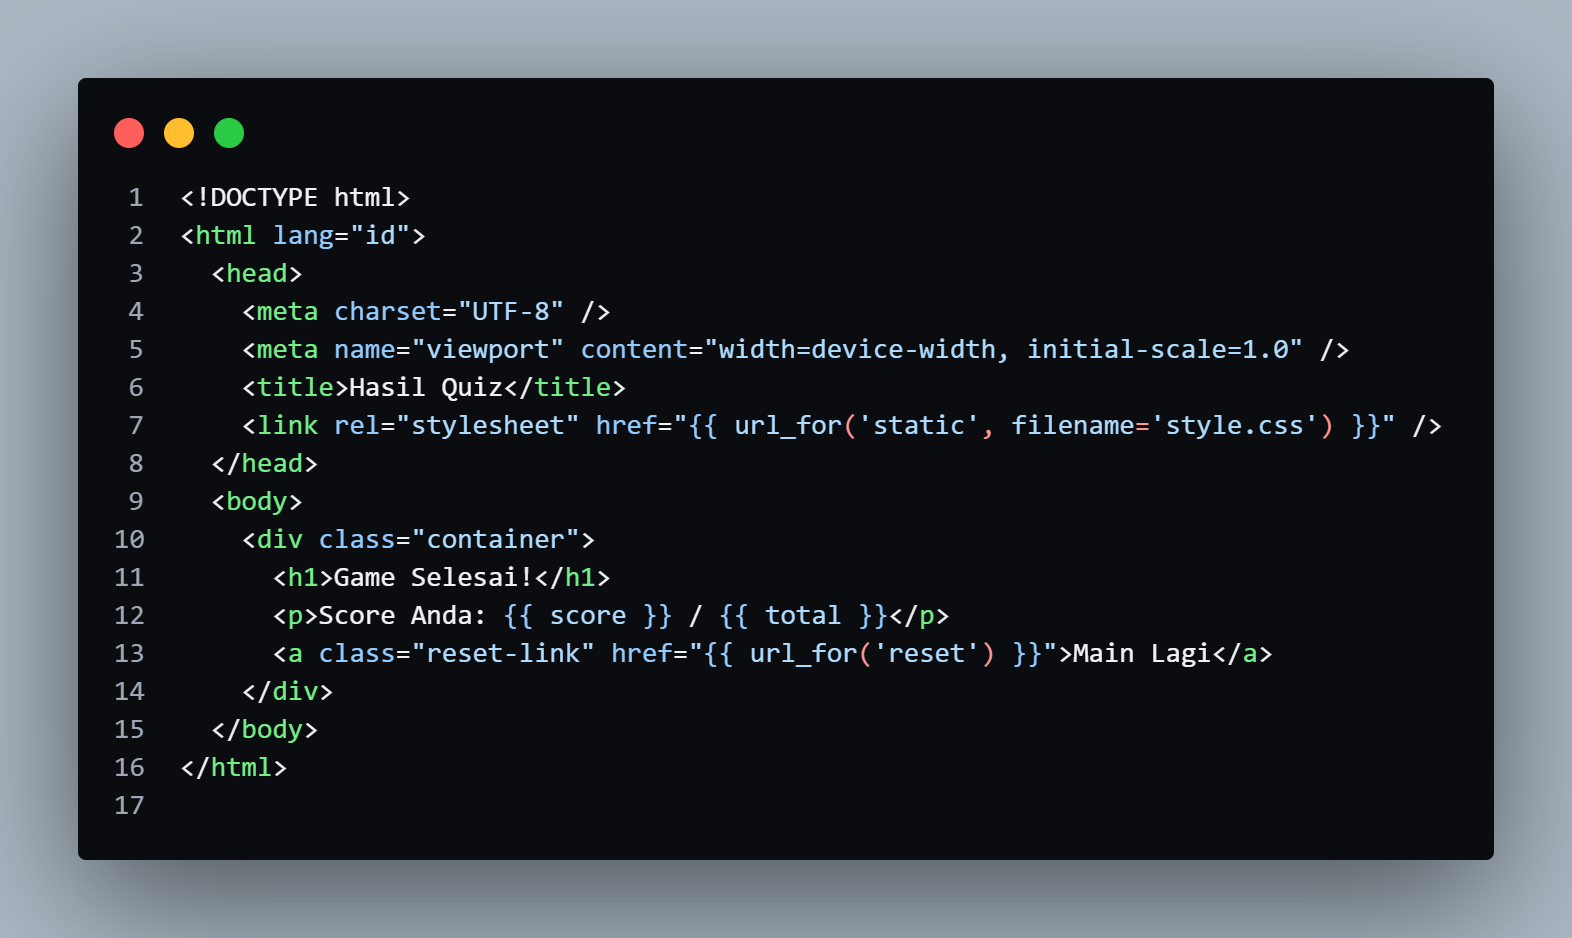 1 <!DOCTYPE html>
2 <html lang="id">
3   <head>
4     <meta charset="UTF-8" />
5     <meta name="viewport" content="width=device-width, initial-scale=1.0" />
6     <title>Hasil Quiz</title>
7     <link rel="stylesheet" href="{{ url_for('static', filename='style.css') }}" />
8   </head>
9   <body>
10     <div class="container">
11       <h1>Game Selesai!</h1>
12       <p>Score Anda: {{ score }} / {{ total }}</p>
13       <a class="reset-link" href="{{ url_for('reset') }}">Main Lagi</a>
14     </div>
15   </body>
16 </html>
17